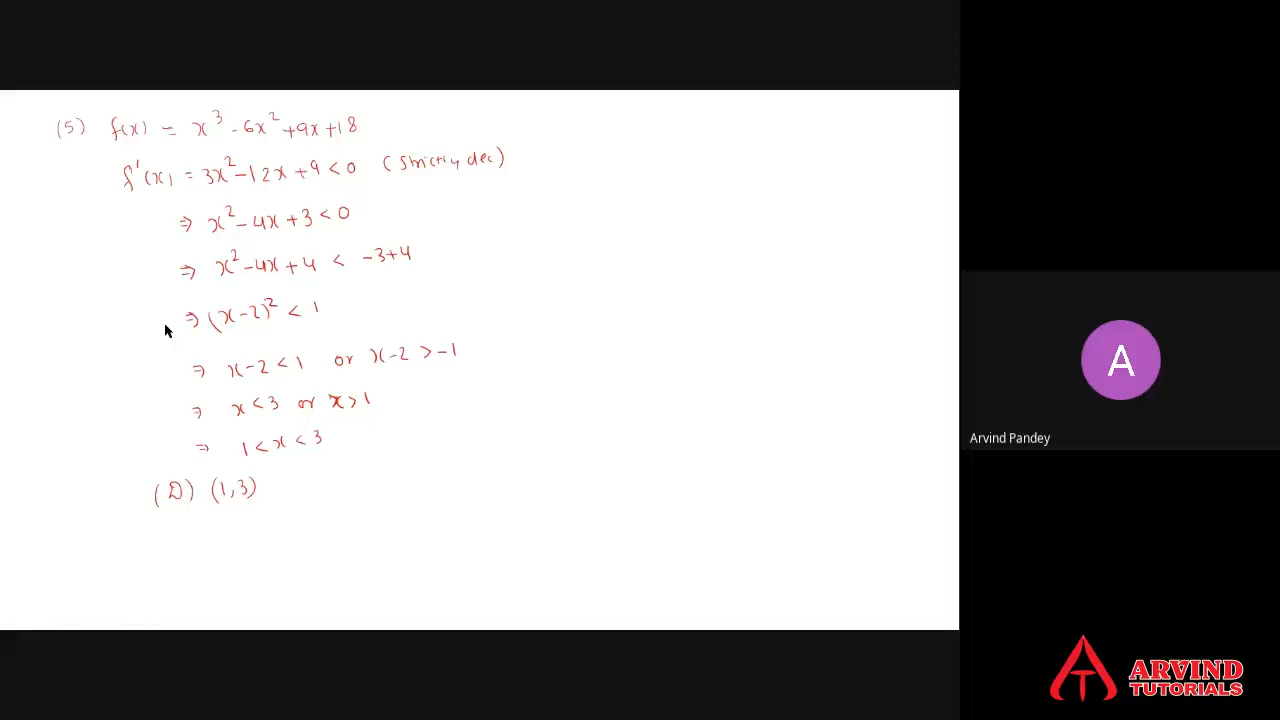 (5) f(x) = x³ - 6x² + 9x + 18
f'(x) = 3x² - 12x + 9 < 0 (Strictly dec)
⇒ x² - 4x + 3 < 0
⇒ x² - 4x + 4 < -3+4
⇒ (x-2)² < 1
⇒ x-2 < 1 or x-2 > -1
⇒ x < 3 or x > 1
⇒ 1 < x < 3
(D) (1,3)
A
Arvind Pandey
ARVIND
TUTORIALS